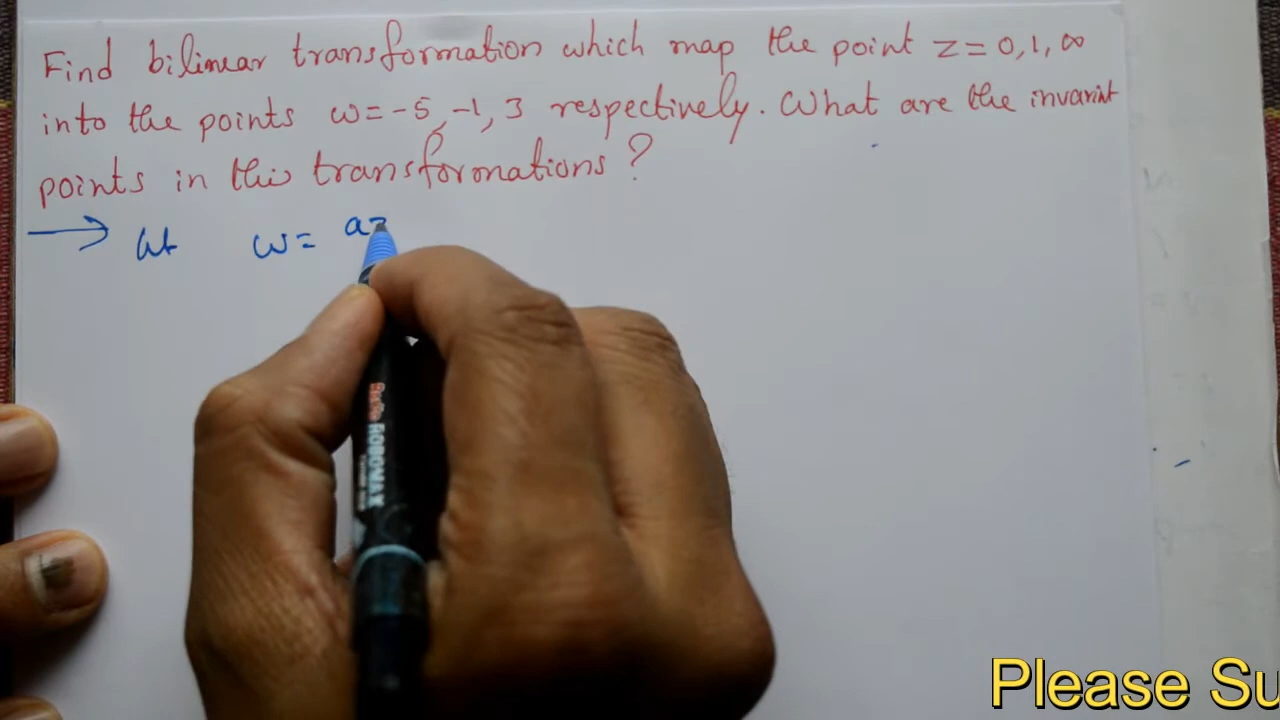 Find bilinear transformation which map the point z = 0, 1, ∞
into the points w = -5, -1, 3 respectively. What are the invarint
points in this transformations ?
→ let w = az
ROBOMAX
Please Su